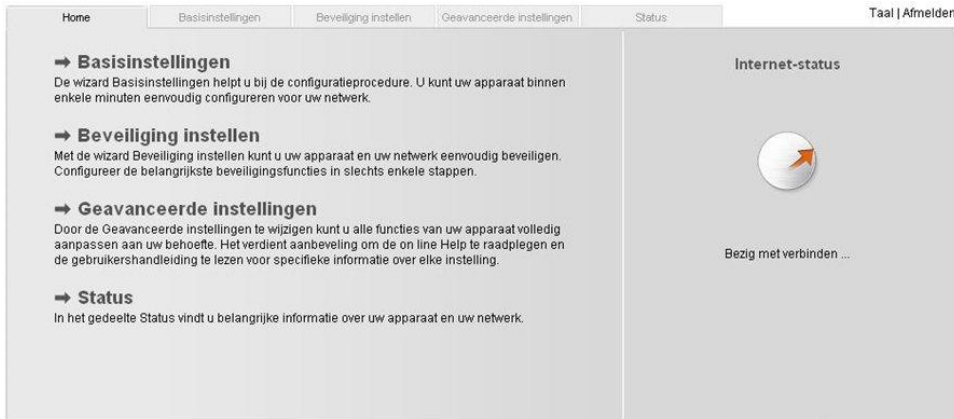 Home Basisinstellingen Beveiliging instellen Geavanceerde instellingen Status Taal | Afmelden
➡ Basisinstellingen
De wizard Basisinstellingen helpt u bij de configuratieprocedure. U kunt uw apparaat binnen
enkele minuten eenvoudig configureren voor uw netwerk.
➡ Beveiliging instellen
Met de wizard Beveiliging instellen kunt u uw apparaat en uw netwerk eenvoudig beveiligen.
Configureer de belangrijkste beveiligingsfuncties in slechts enkele stappen.
➡ Geavanceerde instellingen
Door de Geavanceerde instellingen te wijzigen kunt u alle functies van uw apparaat volledig
aanpassen aan uw behoefte. Het verdient aanbeveling om de on line Help te raadplegen en
de gebruikershandleiding te lezen voor specifieke informatie over elke instelling.
➡ Status
In het gedeelte Status vindt u belangrijke informatie over uw apparaat en uw netwerk.
Internet-status
Bezig met verbinden ...